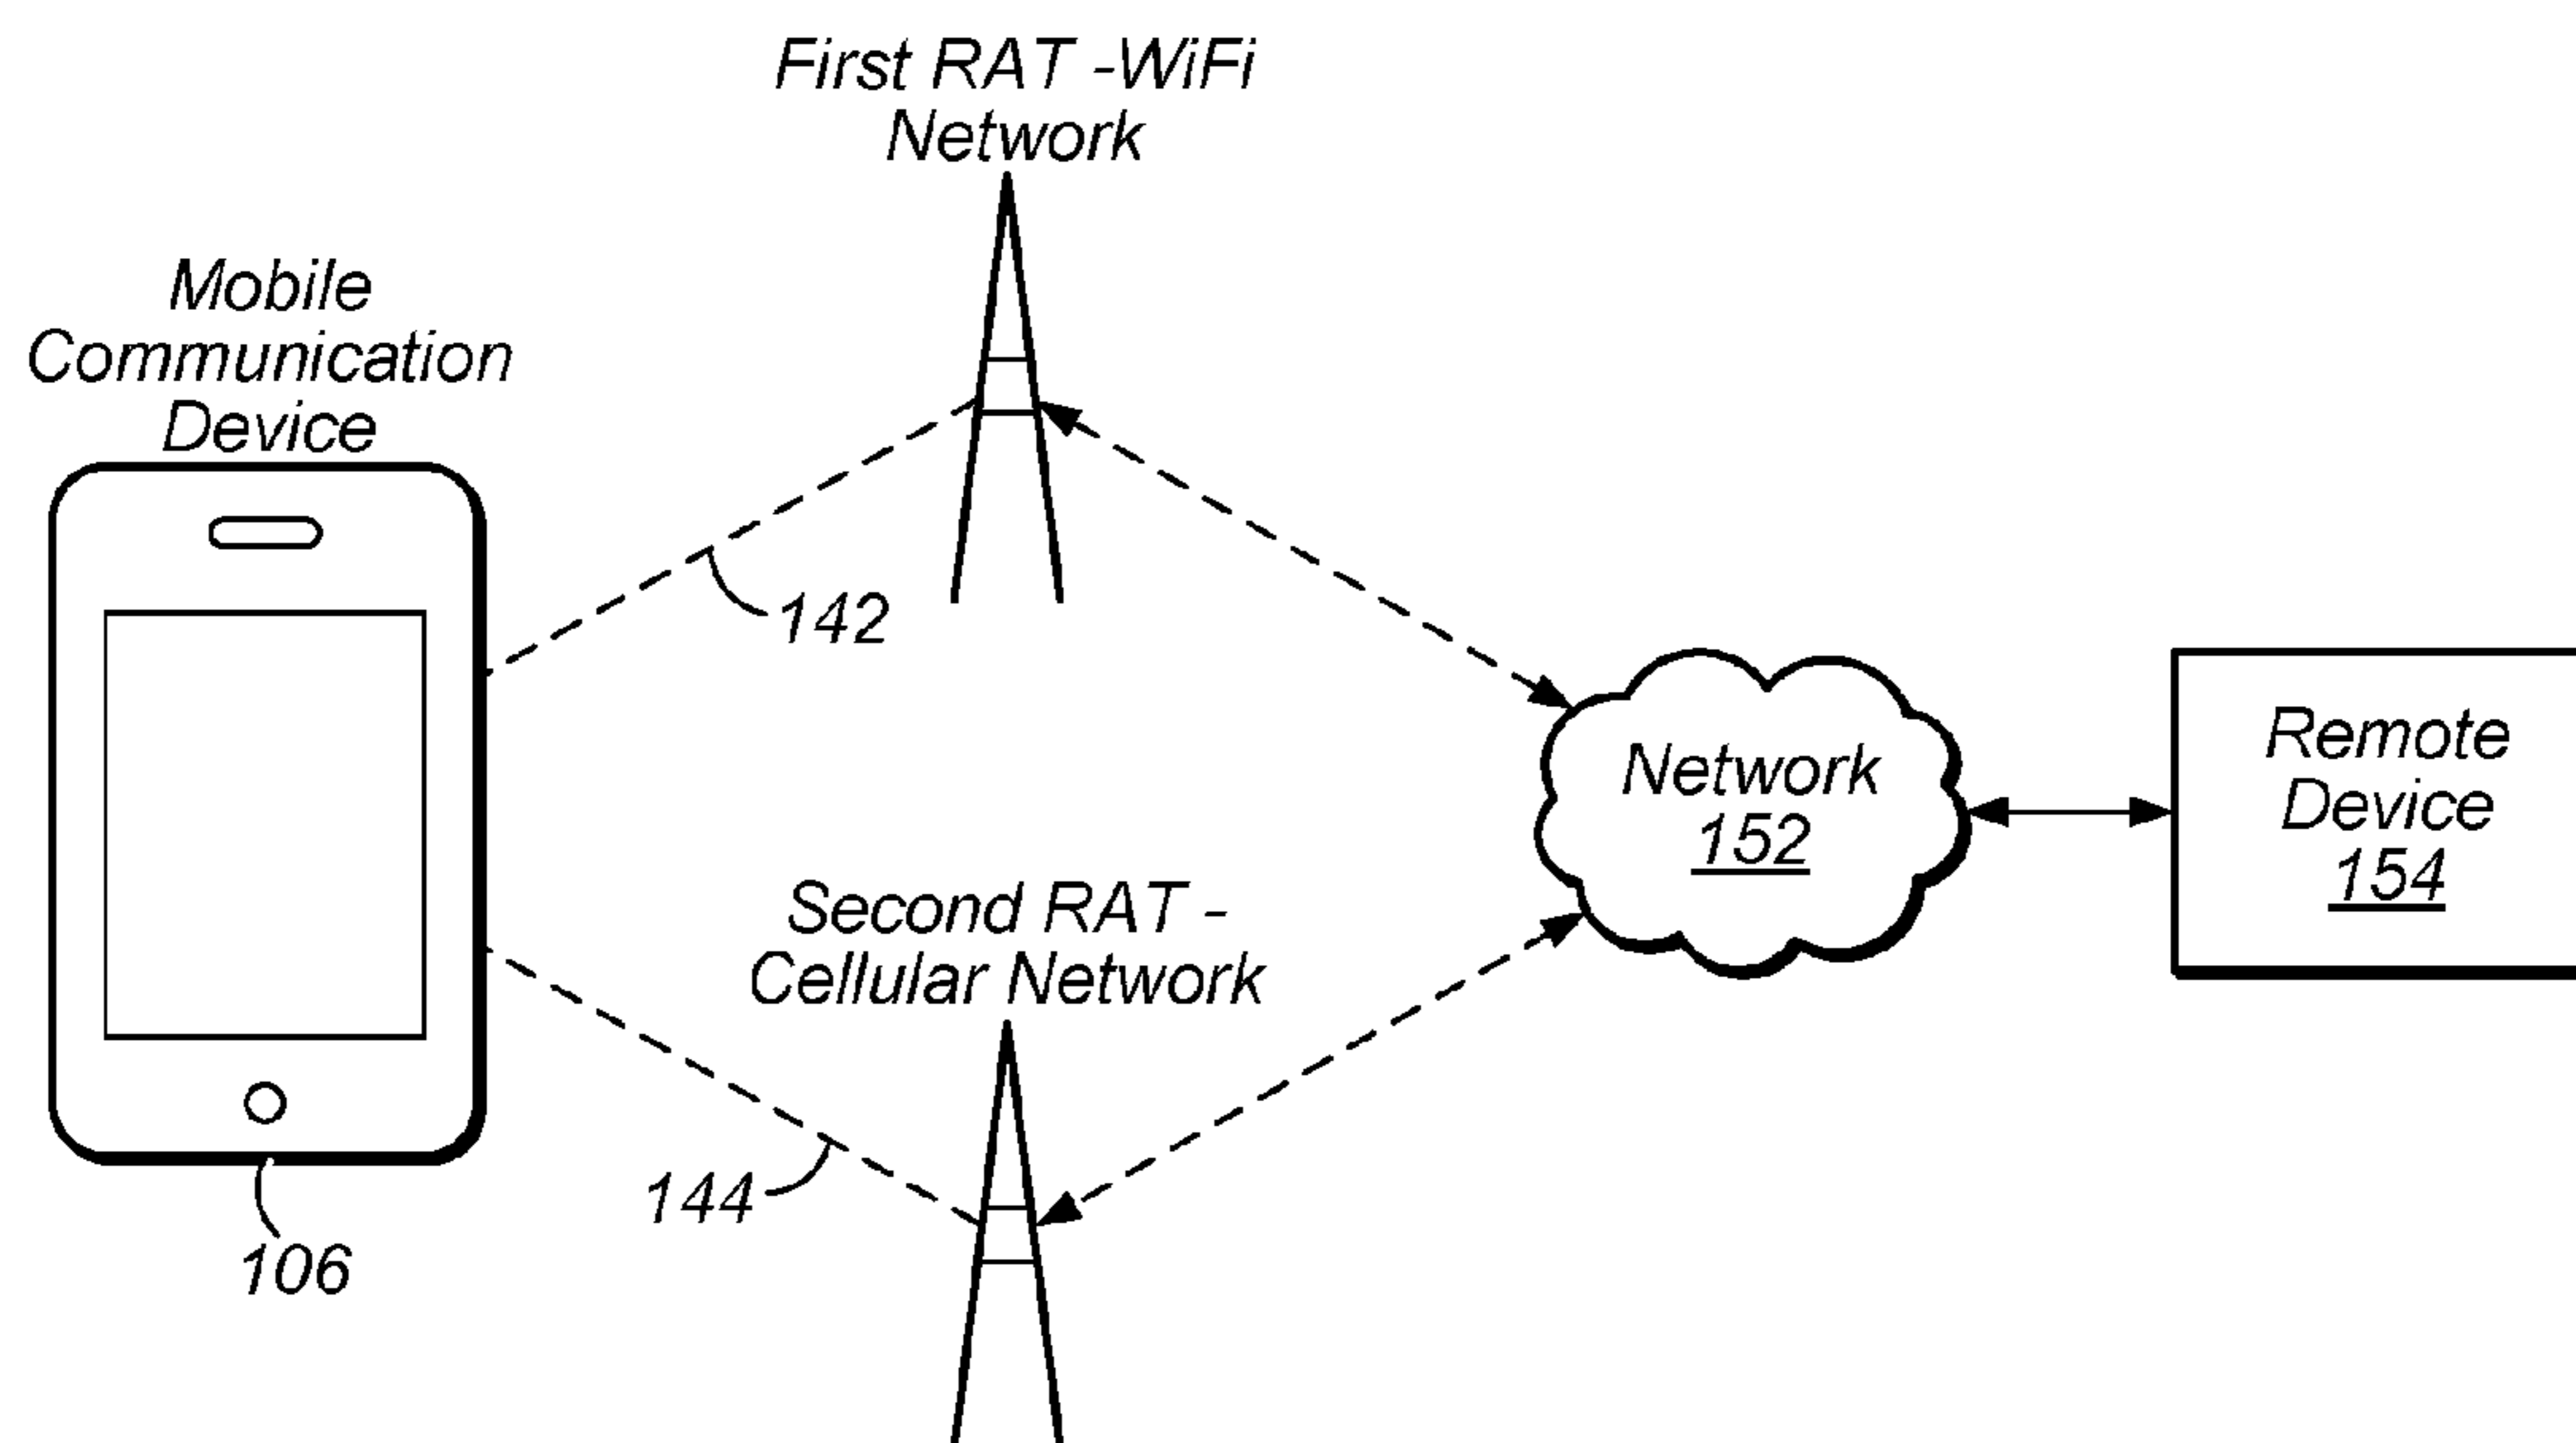 First RAT -WiFi
Network
Mobile
Communication
Device
142
Network
152
Remote
Device
154
Second RAT -
Cellular Network
144
106